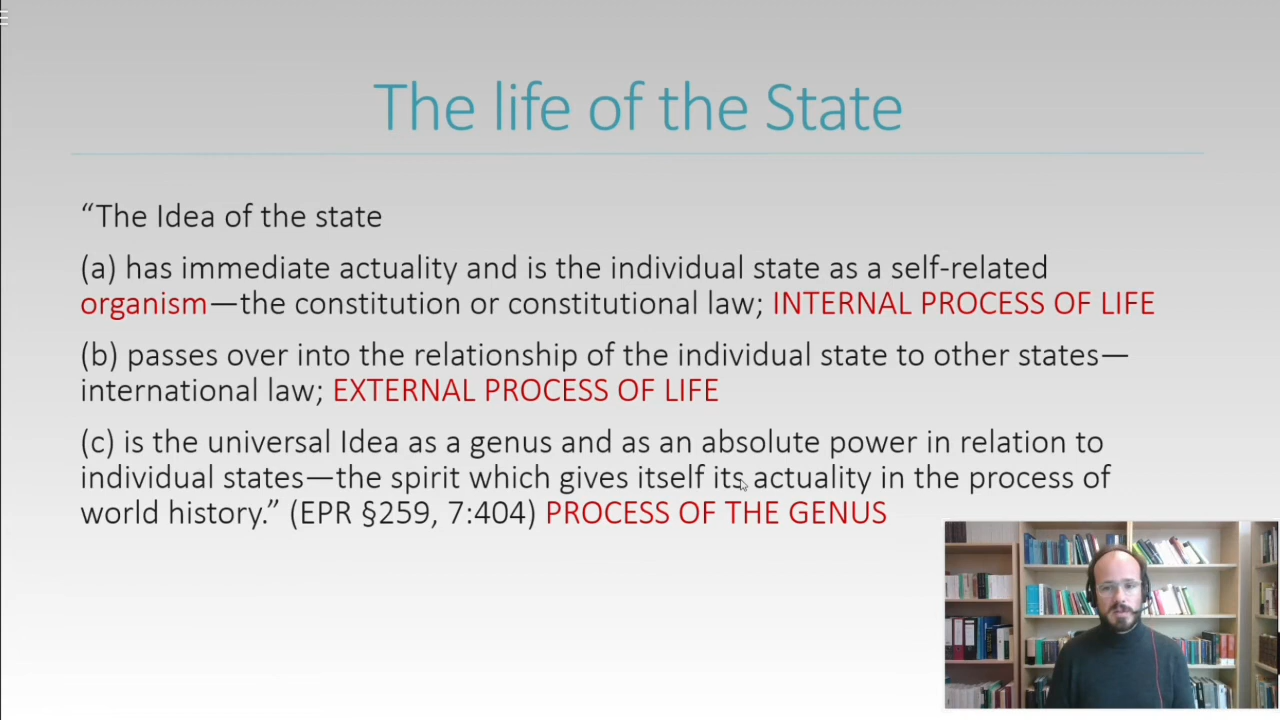 The life of the State
“The Idea of the state
(a) has immediate actuality and is the individual state as a self-related
organism—the constitution or constitutional law; INTERNAL PROCESS OF LIFE
(b) passes over into the relationship of the individual state to other states—
international law; EXTERNAL PROCESS OF LIFE
(c) is the universal Idea as a genus and as an absolute power in relation to
individual states—the spirit which gives itself its actuality in the process of
world history.” (EPR §259, 7:404) PROCESS OF THE GENUS